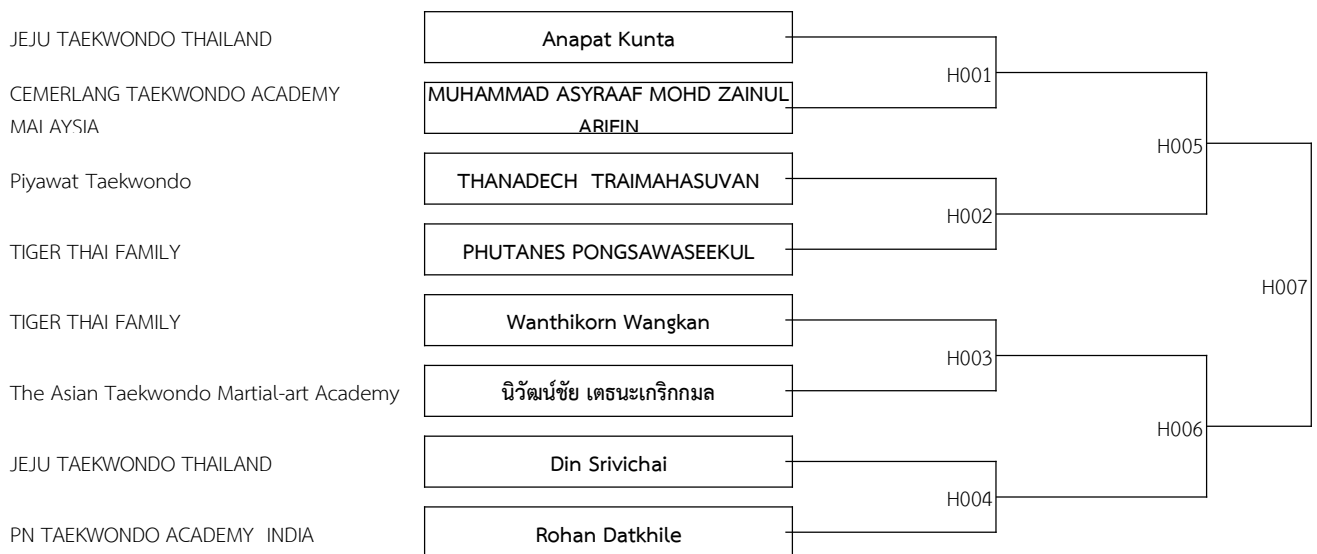 JEJU TAEKWONDO THAILAND
Anapat Kunta
H001
CEMERLANG TAEKWONDO ACADEMY
MALAYSIA
MUHAMMAD ASYRAAF MOHD ZAINUL
ARIFIN
H005
Piyawat Taekwondo
THANADECH  TRAIMAHASUVAN
H002
TIGER THAI FAMILY
PHUTANES PONGSAWASEEKUL
H007
TIGER THAI FAMILY
Wanthikorn Wangkan
H003
The Asian Taekwondo Martial-art Academy
นิวัฒน์ชัย เตธนะเกริกกมล
H006
JEJU TAEKWONDO THAILAND
Din Srivichai
H004
PN TAEKWONDO ACADEMY  INDIA
Rohan Datkhile